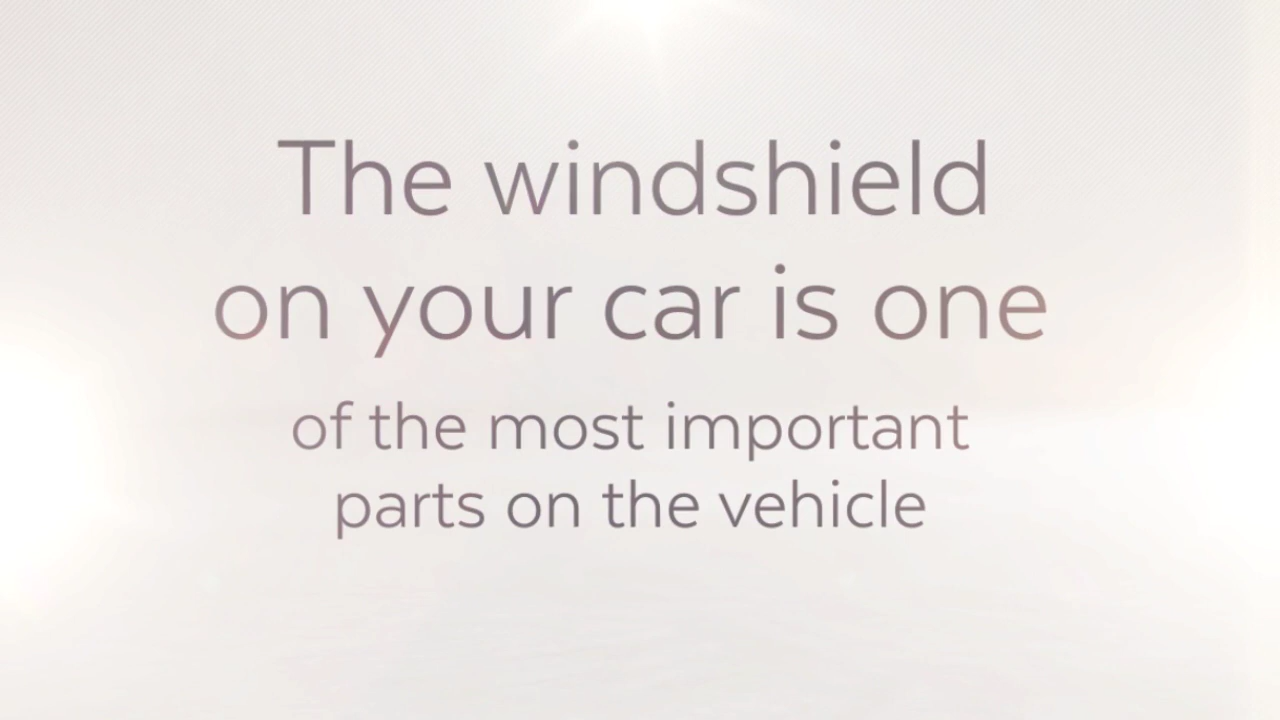 The windshield
on your car is one
of the most important
parts on the vehicle